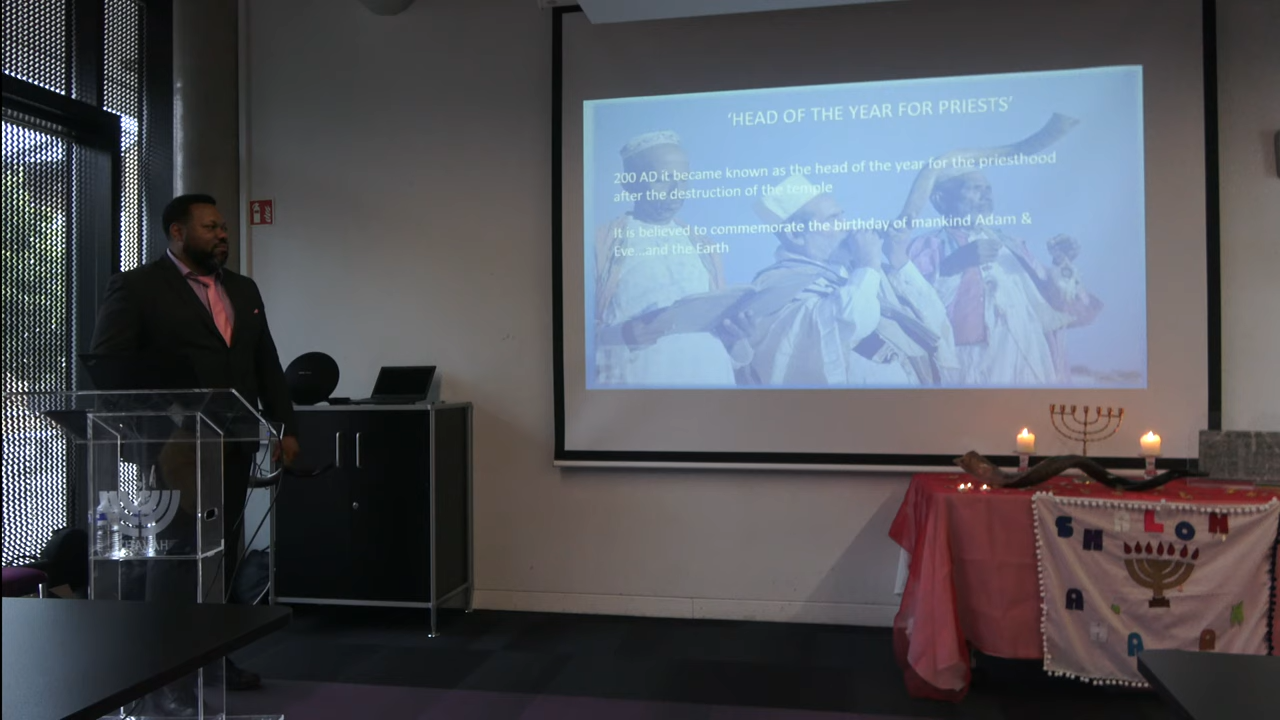 ‘HEAD OF THE YEAR FOR PRIESTS’
200 AD it became known as the head of the year for the priesthood
after the destruction of the temple
It is believed to commemorate the birthday of mankind Adam &
Eve…and the Earth
SHALOM